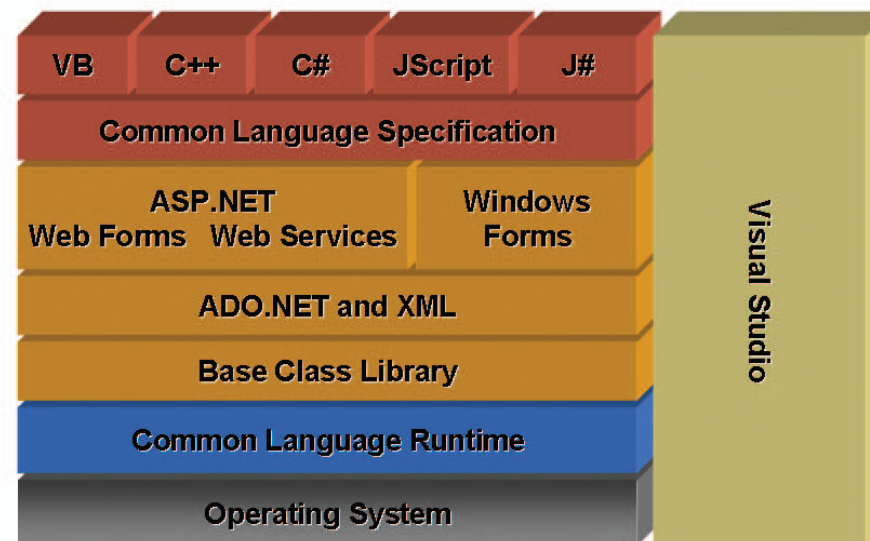 VB C++ C# JScript J#
Common Language Specification
ASP.NET
Web Forms Web Services
Windows
Forms
ADO.NET and XML
Base Class Library
Common Language Runtime
Operating System
Visual Studio